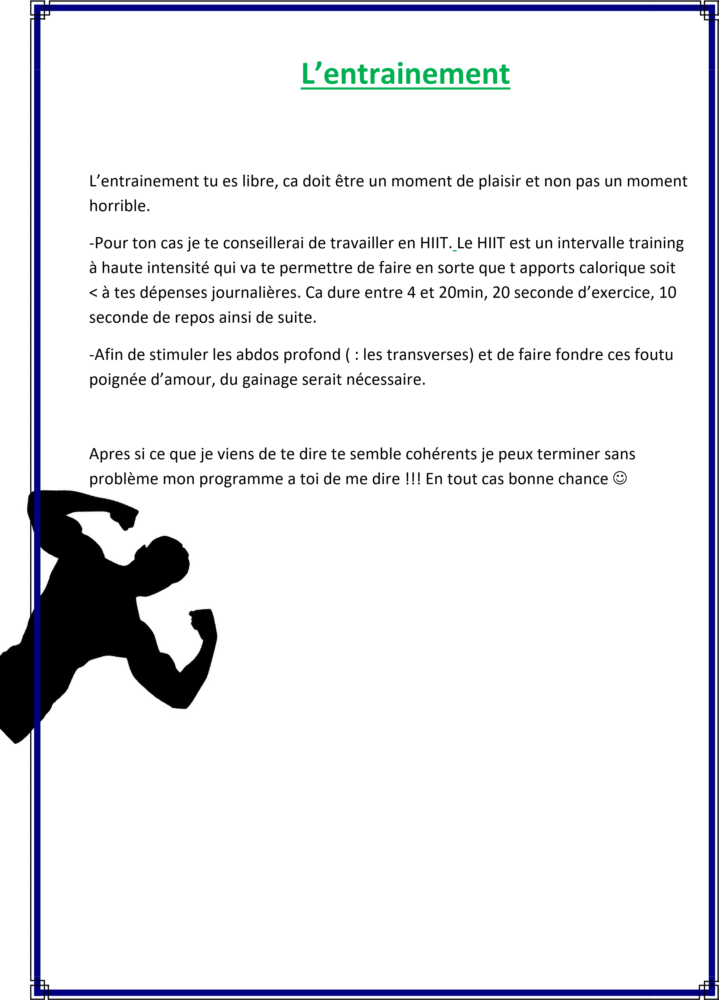 L’entrainement
L’entrainement tu es libre, ca doit être un moment de plaisir et non pas un moment
horrible.
-Pour ton cas je te conseillerai de travailler en HIIT. Le HIIT est un intervalle training
à haute intensité qui va te permettre de faire en sorte que t apports calorique soit
< à tes dépenses journalières. Ca dure entre 4 et 20min, 20 seconde d’exercice, 10
seconde de repos ainsi de suite.
-Afin de stimuler les abdos profond ( : les transverses) et de faire fondre ces foutu
poignée d’amour, du gainage serait nécessaire.
Apres si ce que je viens de te dire te semble cohérents je peux terminer sans
problème mon programme a toi de me dire !!! En tout cas bonne chance ☺